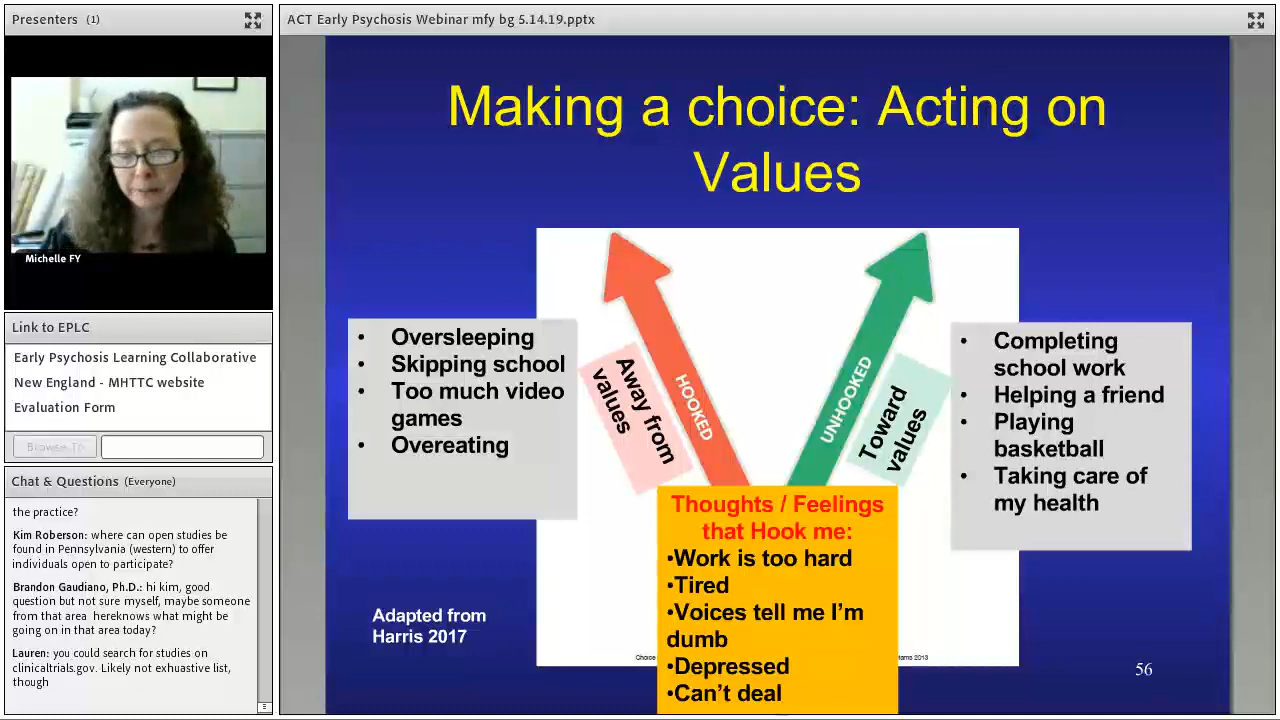 Presenters (1)
Michelle FY
Link to EPLC
Early Psychosis Learning Collaborative
New England - MHTTC website
Evaluation Form
Browse To
Chat & Questions (Everyone)
the practice?
Kim Roberson: where can open studies be
found in Pennsylvania (western) to offer
individuals open to participate?
Brandon Gaudiano, Ph.D.: hi kim, good
question but not sure myself, maybe someone
from that area hereknows what might be
going on in that area today?
Lauren: you could search for studies on
clinicaltrials.gov. Likely not exhuastive list,
though
ACT Early Psychosis Webinar mfy bg 5.14.19.pptx
Making a choice: Acting on
Values
• Oversleeping
• Skipping school
• Too much video
games
• Overeating
Away from
values
HOOKED
UNHOOKED
Toward
values
• Completing
school work
• Helping a friend
• Playing
basketball
• Taking care of
my health
Thoughts / Feelings
that Hook me:
•Work is too hard
•Tired
•Voices tell me I'm
dumb
•Depressed
•Can't deal
Adapted from
Harris 2017
Choice
2013
56